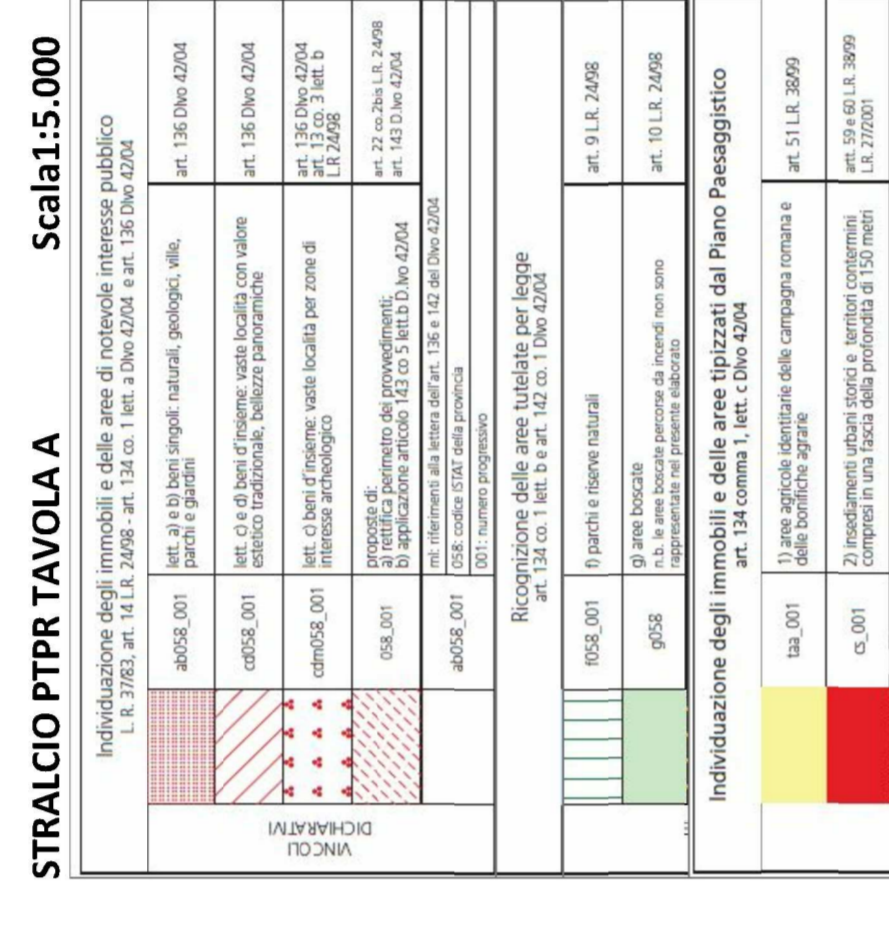 STRALCIO PTPR TAVOLA A Scala1:5.000
Individuazione degli immobili e delle aree di notevole interesse pubblico
L. R. 37/83, art. 14 L.R. 24/98 - art. 134 co. 1 lett. a Dlvo 42/04 e art. 136 Dlvo 42/04
VINCOLI
DICHIARATIVI
ab058_001
lett. a) e b) beni singoli: naturali, geologici, ville,
parchi e giardini
art. 136 Dlvo 42/04
cd058_001
lett. c) e d) beni d'insieme: vaste località con valore
estetico tradizionale, bellezze panoramiche
art. 136 Dlvo 42/04
cdm058_001
lett. c) beni d'insieme: vaste località per zone di
interesse archeologico
art. 136 Dlvo 42/04
art. 13 co. 3 lett. b
L.R 24/98
058_001
proposte di:
a) rettifica perimetro dei provvedimenti;
b) applicazione articolo 143 co 5 lett.b D.lvo 42/04
art. 22 co.2bis L.R. 24/98
art. 143 D.lvo 42/04
ab058_001
ml: riferimenti alla lettera dell'art. 136 e 142 del Dlvo 42/04
058: codice ISTAT della provincia
001: numero progressivo
Ricognizione delle aree tutelate per legge
art. 134 co. 1 lett. b e art. 142 co. 1 Dlvo 42/04
f058_001
f) parchi e riserve naturali
art. 9 L.R. 24/98
g058
g) aree boscate
n.b. le aree boscate percorse da incendi non sono
rappresentate nel presente elaborato
art. 10 L.R. 24/98
Individuazione degli immobili e delle aree tipizzati dal Piano Paesaggistico
art. 134 comma 1, lett. c Dlvo 42/04
taa_001
1) aree agricole identitarie delle campagna romana e
delle bonifiche agrarie
art. 51 L.R. 38/99
cs_001
2) insediamenti urbani storici e territori contermini
compresi in una fascia della profondità di 150 metri
artt. 59 e 60 L.R. 38/99
L.R. 27/2001